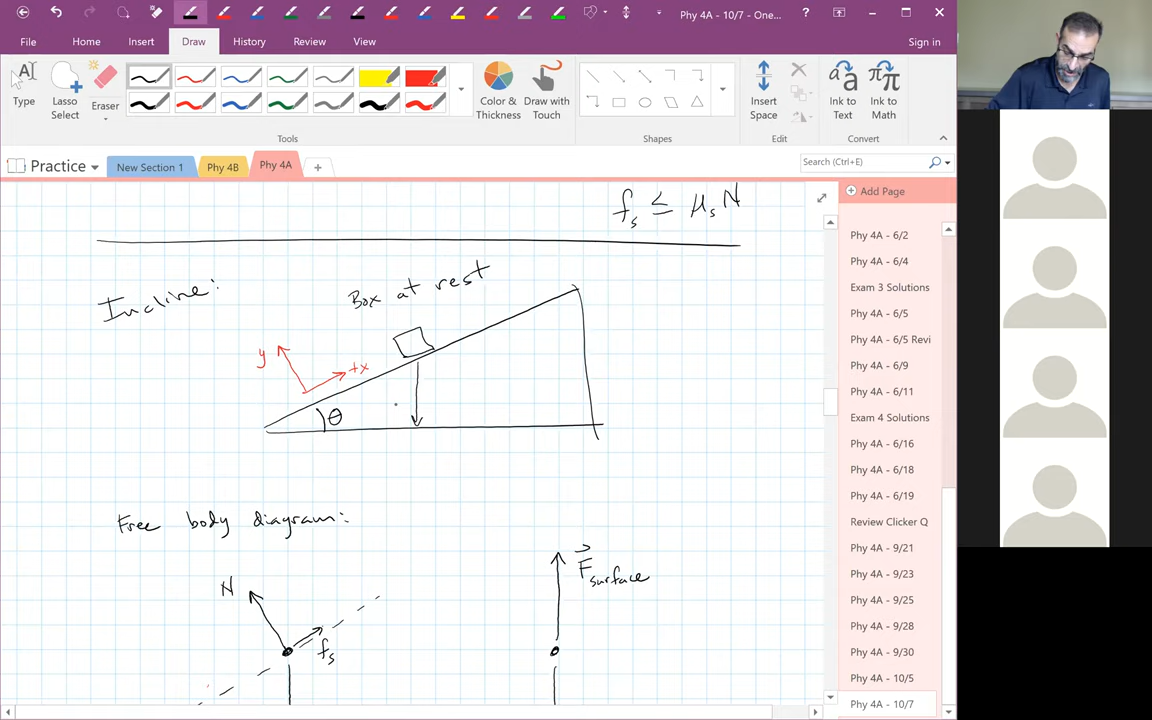 Phy 4A - 10/7 - One...
?
File
Home
Insert
Draw
History
Review
View
Sign in
Type
Lasso Select
Eraser
Color & Thickness
Draw with Touch
Insert Space
Ink to Text
Ink to Math
Tools
Shapes
Edit
Convert
Practice
New Section 1
Phy 4B
Phy 4A
+
Search (Ctrl+E)
Add Page
Phy 4A - 6/2
Phy 4A - 6/4
Exam 3 Solutions
Phy 4A - 6/5
Phy 4A - 6/5 Revi
Phy 4A - 6/9
Phy 4A - 6/11
Exam 4 Solutions
Phy 4A - 6/16
Phy 4A - 6/18
Phy 4A - 6/19
Review Clicker Q
Phy 4A - 9/21
Phy 4A - 9/23
Phy 4A - 9/25
Phy 4A - 9/28
Phy 4A - 9/30
Phy 4A - 10/5
Phy 4A - 10/7
f_s ≤ μ_s N
Incline:
Box at rest
y
+x
θ
Free body diagram:
N
f_s
F⃗_surface